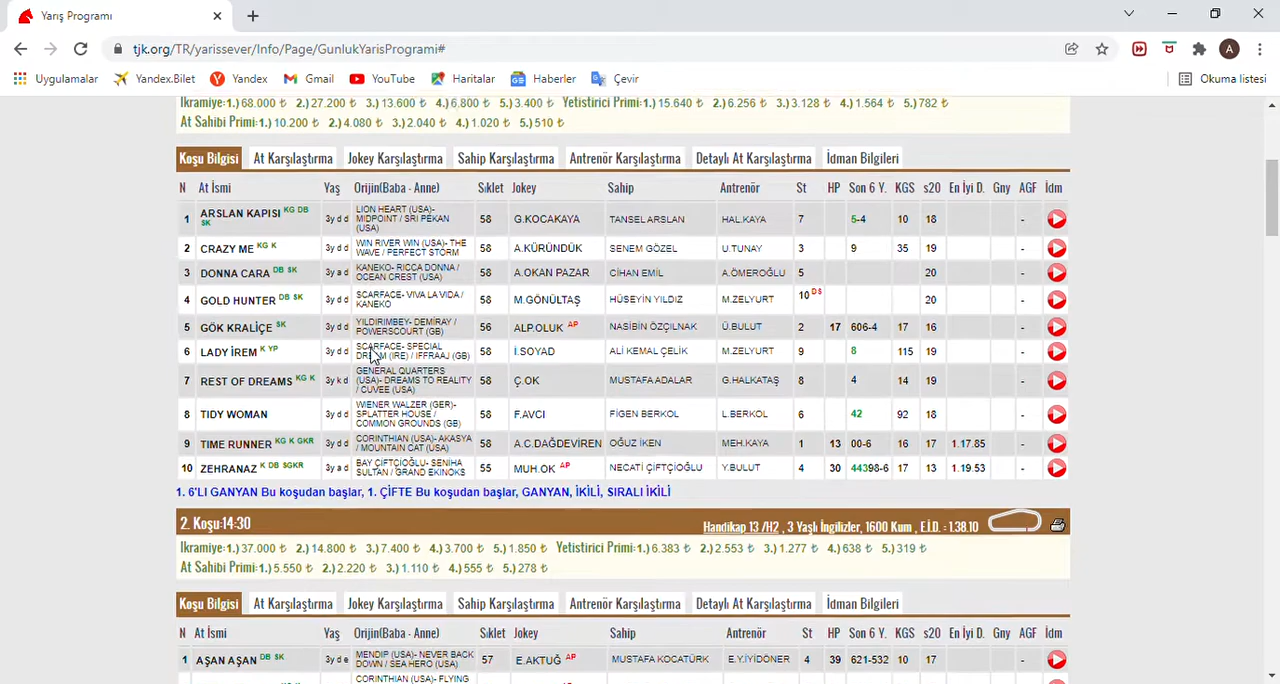 Yarış Programı
tjk.org/TR/yarissever/Info/Page/GunlukYarisProgrami#
A
Uygulamalar Yandex.Bilet Yandex Gmail YouTube Haritalar Haberler Çevir Okuma listesi
İkramiye:1.) 68.000 ₺ 2.) 27.200 ₺ 3.) 13.600 ₺ 4.) 6.800 ₺ 5.) 3.400 ₺ Yetistirici Primi:1.) 15.640 ₺ 2.) 6.256 ₺ 3.) 3.128 ₺ 4.) 1.564 ₺ 5.) 782 ₺
At Sahibi Primi:1.) 10.200 ₺ 2.) 4.080 ₺ 3.) 2.040 ₺ 4.) 1.020 ₺ 5.) 510 ₺
Koşu Bilgisi At Karşılaştırma Jokey Karşılaştırma Sahip Karşılaştırma Antrenör Karşılaştırma Detaylı At Karşılaştırma İdman Bilgileri
N At İsmi Yaş Orijin(Baba - Anne) Sıklet Jokey Sahip Antrenör St HP Son 6 Y. KGS s20 En İyi D. Gny AGF İdm
1 ARSLAN KAPISI KG DB SK 3y d d LION HEART (USA)- MIDPOINT / SRI PEKAN (USA) 58 G.KOCAKAYA TANSEL ARSLAN HAL.KAYA 7 5-4 10 18 -
2 CRAZY ME KG K 3y d d WIN RIVER WIN (USA)- THE WAVE / PERFECT STORM 58 A.KÜRÜNDÜK SENEM GÖZEL U.TUNAY 3 9 35 19 -
3 DONNA CARA DB SK 3y a d KANEKO- RICCA DONNA / OCEAN CREST (USA) 58 A.OKAN PAZAR CİHAN EMİL A.ÖMEROĞLU 5 20 -
4 GOLD HUNTER DB SK 3y d d SCARFACE- VIVA LA VIDA / KANEKO 58 M.GÖNÜLTAŞ HÜSEYİN YILDIZ M.ZELYURT 10 DS 20 -
5 GÖK KRALİÇE SK 3y d d YILDIRIMBEY- DEMİRAY / POWERSCOURT (GB) 56 ALP.OLUK AP NASİBİN ÖZÇILNAK Ü.BULUT 2 17 606-4 17 16 -
6 LADY İREM K YP 3y d d SCARFACE- SPECIAL (IRE) / IFFRAAJ (GB) 58 İ.SOYAD ALİ KEMAL ÇELİK M.ZELYURT 9 8 115 19 -
7 REST OF DREAMS KG K 3y k d GENERAL QUARTERS (USA)- DREAMS TO REALITY / CUVEE (USA) 58 Ç.OK MUSTAFA ADALAR G.HALKATAŞ 8 4 14 19 -
8 TIDY WOMAN 3y d d WIENER WALZER (GER)- SPLATTER HOUSE / COMMON GROUNDS (GB) 58 F.AVCI FİGEN BERKOL L.BERKOL 6 42 92 18 -
9 TIME RUNNER KG K GKR 3y d d CORINTHIAN (USA)- AKASYA / MOUNTAIN CAT (USA) 58 A.C.DAĞDEVİREN OĞUZ İKEN MEH.KAYA 1 13 00-6 16 17 1.17.85 -
10 ZEHRANAZ K DB SGKR 3y a d BAY ÇİFTÇİOĞLU- SENİHA SULTAN / GRAND EKINOKS 55 MUH.OK AP NECATİ ÇİFTÇİOĞLU Y.BULUT 4 30 44398-6 17 13 1.19.53 -
1. 6'LI GANYAN Bu koşudan başlar, 1. ÇİFTE Bu koşudan başlar, GANYAN, İKİLİ, SIRALI İKİLİ
2. Koşu:14:30 Handikap 13 /H2 , 3 Yaşlı İngilizler, 1600 Kum , E.İ.D. : 1.38.10
İkramiye:1.) 37.000 ₺ 2.) 14.800 ₺ 3.) 7.400 ₺ 4.) 3.700 ₺ 5.) 1.850 ₺ Yetistirici Primi:1.) 6.383 ₺ 2.) 2.553 ₺ 3.) 1.277 ₺ 4.) 638 ₺ 5.) 319 ₺
At Sahibi Primi:1.) 5.550 ₺ 2.) 2.220 ₺ 3.) 1.110 ₺ 4.) 555 ₺ 5.) 278 ₺
Koşu Bilgisi At Karşılaştırma Jokey Karşılaştırma Sahip Karşılaştırma Antrenör Karşılaştırma Detaylı At Karşılaştırma İdman Bilgileri
N At İsmi Yaş Orijin(Baba - Anne) Sıklet Jokey Sahip Antrenör St HP Son 6 Y. KGS s20 En İyi D. Gny AGF İdm
1 AŞAN AŞAN DB SK 3y d e MENDIP (USA)- NEVER BACK DOWN / SEA HERO (USA) 57 E.AKTUĞ AP MUSTAFA KOCATÜRK E.Y.İYİDÖNER 4 39 621-532 10 17 -
CORINTHIAN (USA)- FLYING